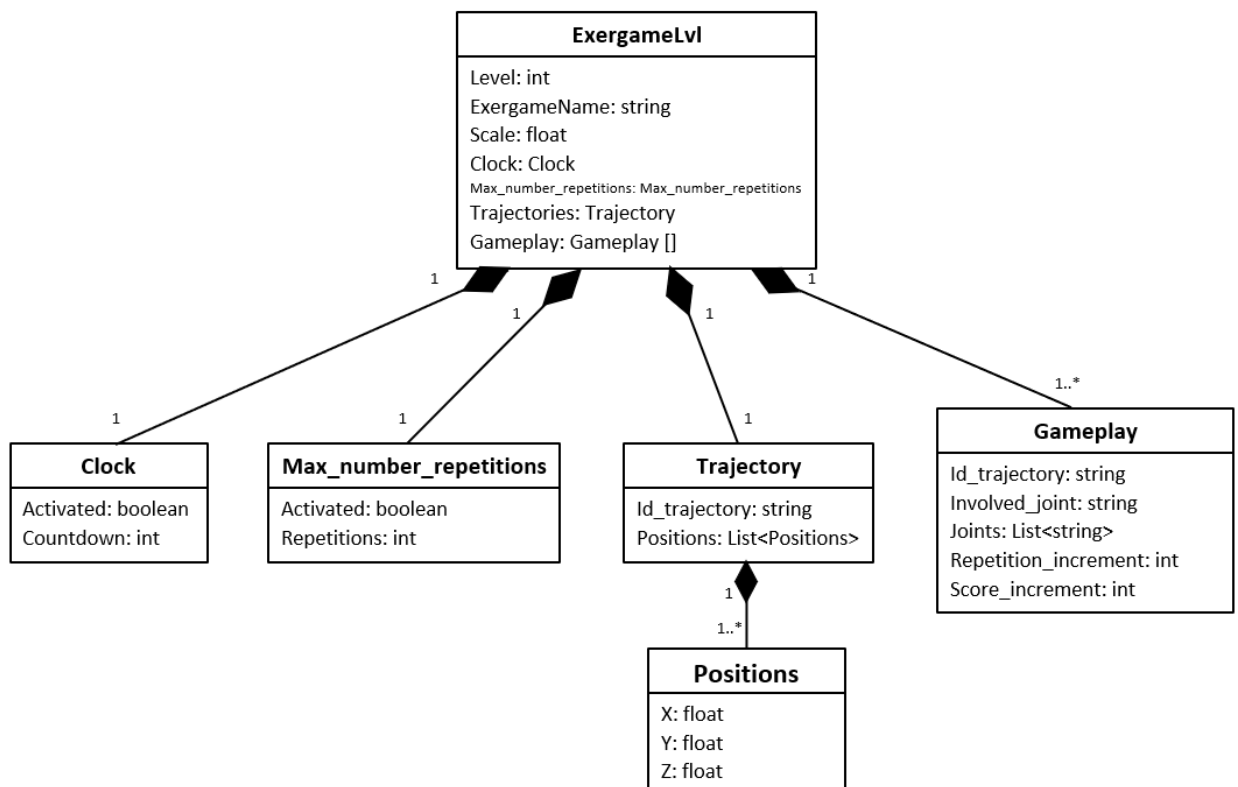 ExergameLvl
Level: int
ExergameName: string
Scale: float
Clock: Clock
Max_number_repetitions: Max_number_repetitions
Trajectories: Trajectory
Gameplay: Gameplay []
1
1
1
1
1
1
1
1..*
Clock
Activated: boolean
Countdown: int
Max_number_repetitions
Activated: boolean
Repetitions: int
Trajectory
Id_trajectory: string
Positions: List<Positions>
Gameplay
Id_trajectory: string
Involved_joint: string
Joints: List<string>
Repetition_increment: int
Score_increment: int
1
1..*
Positions
X: float
Y: float
Z: float